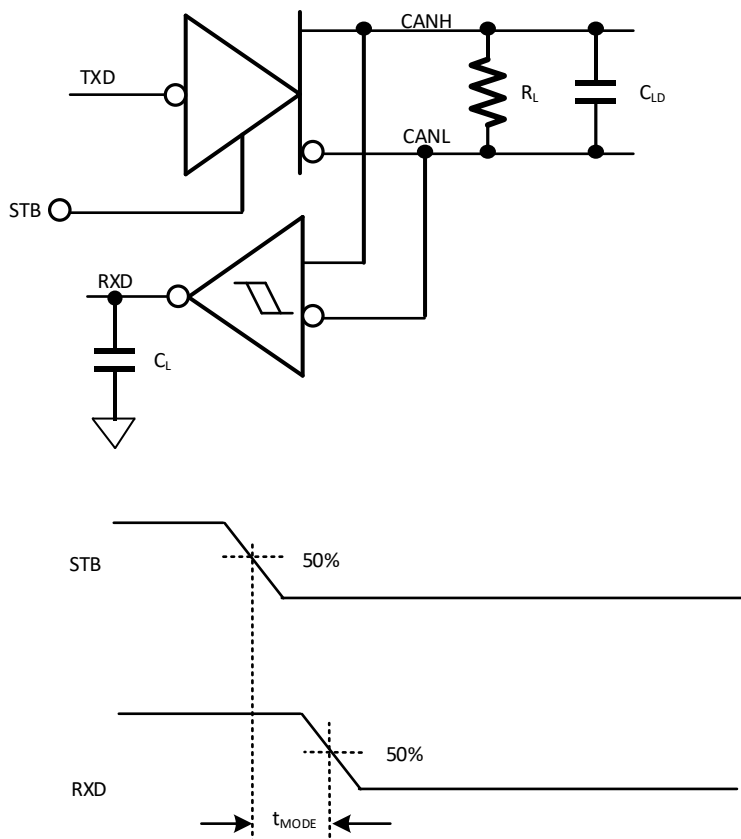 CANH
TXD
R_L
C_LD
CANL
STB
RXD
C_L
STB
50%
50%
RXD
t_MODE